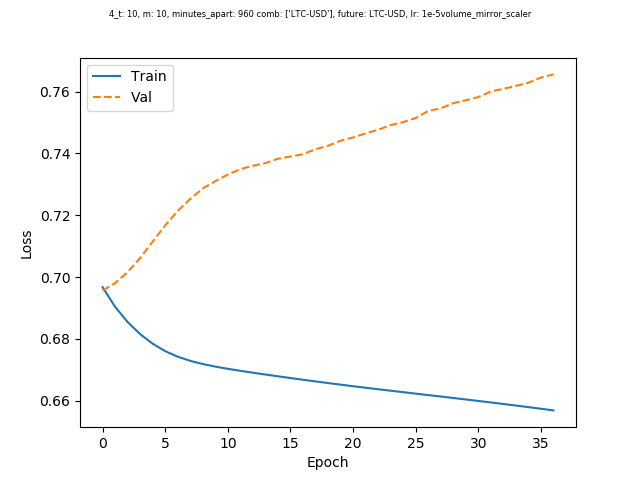 4_t: 10, m: 10, minutes_apart: 960 comb: ['LTC-USD'], future: LTC-USD, lr: 1e-5volume_mirror_scaler
Train
Val
0.76
0.74
0.72
0.70
0.68
0.66
Loss
0 5 10 15 20 25 30 35
Epoch